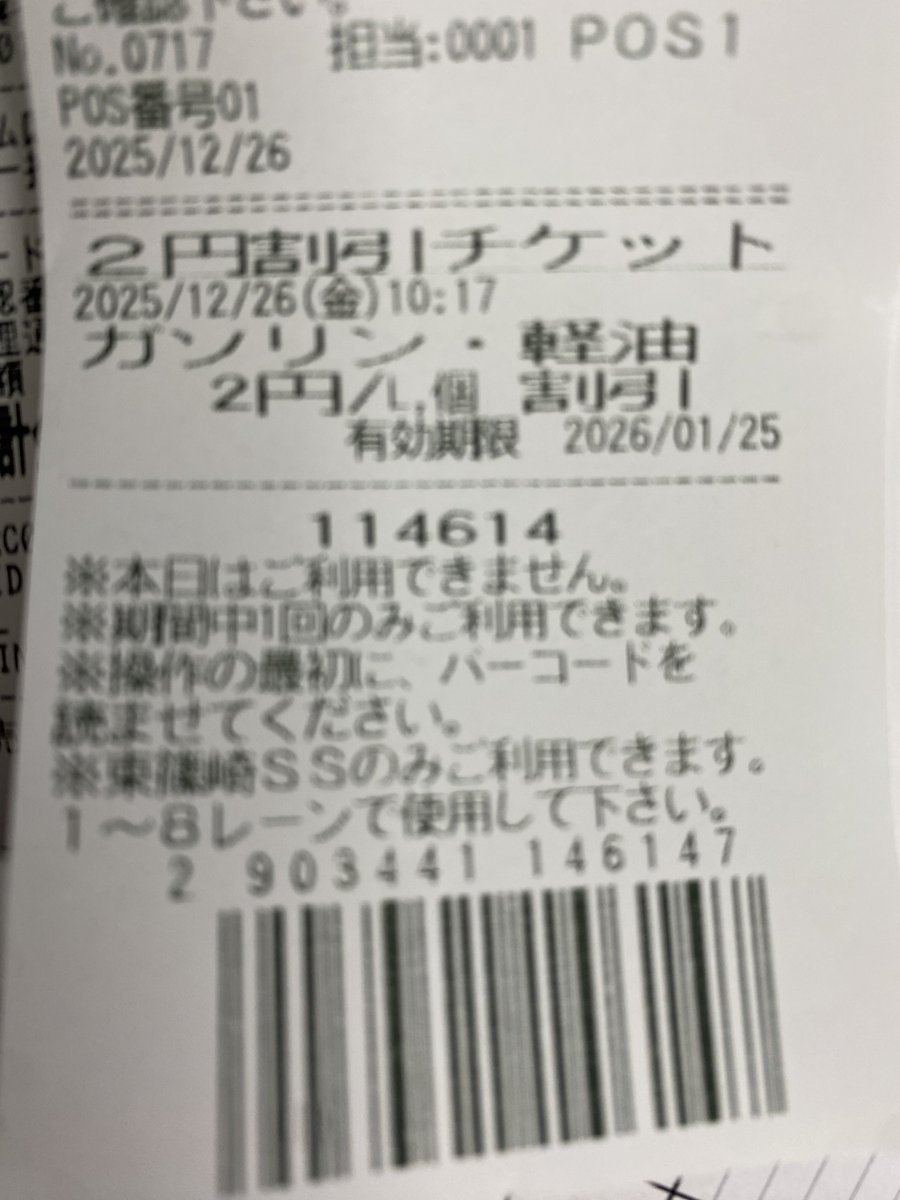 ご確認下さい。
No.0717 担当:0001 POS1
POS番号01
2025/12/26
２円割引チケット
2025/12/26(金)10:17
ガソリン・軽油
2円/L,個 割引
有効期限 2026/01/25
114614
※本日はご利用できません。
※期間中1回のみご利用できます。
※操作の最初に、バーコードを
読ませてください。
※東篠崎ＳＳのみご利用できます。
１～８レーンで使用して下さい。
2 903441 146147